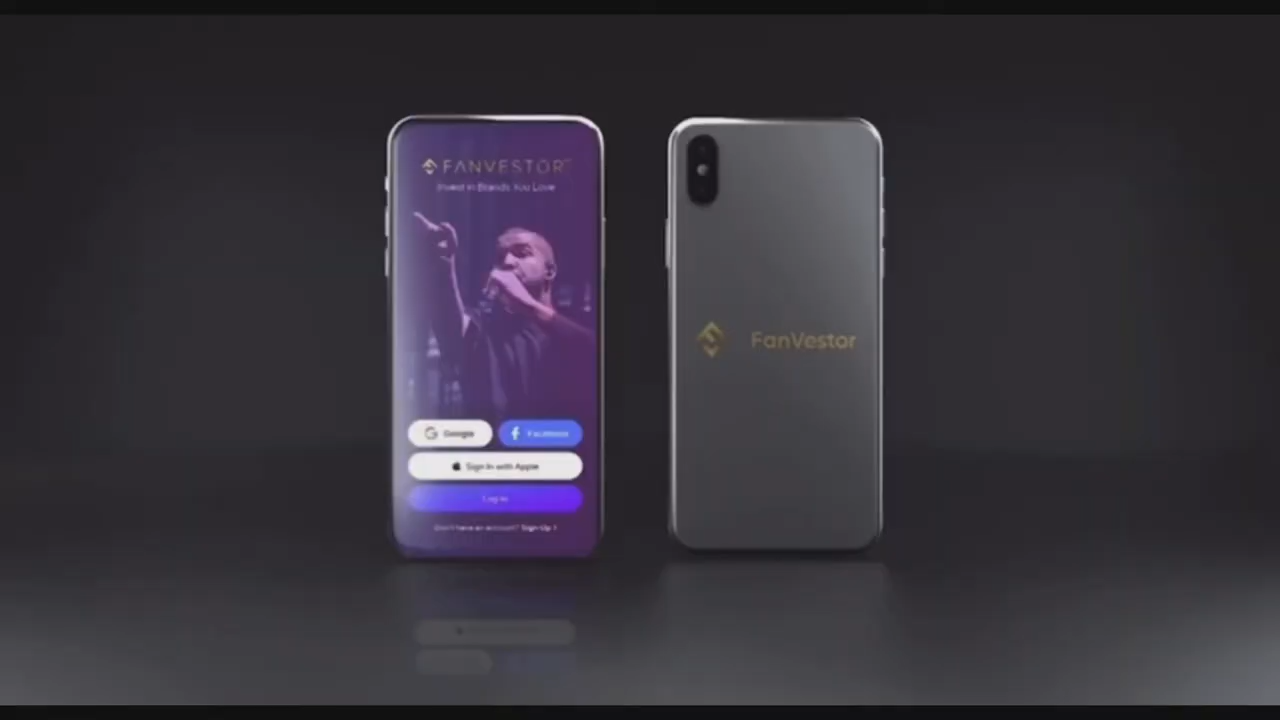 FANVESTOR
Invest in Brands You Love
Google
Facebook
Sign in with Apple
Log In
Don't have an account? Sign Up
FanVestor